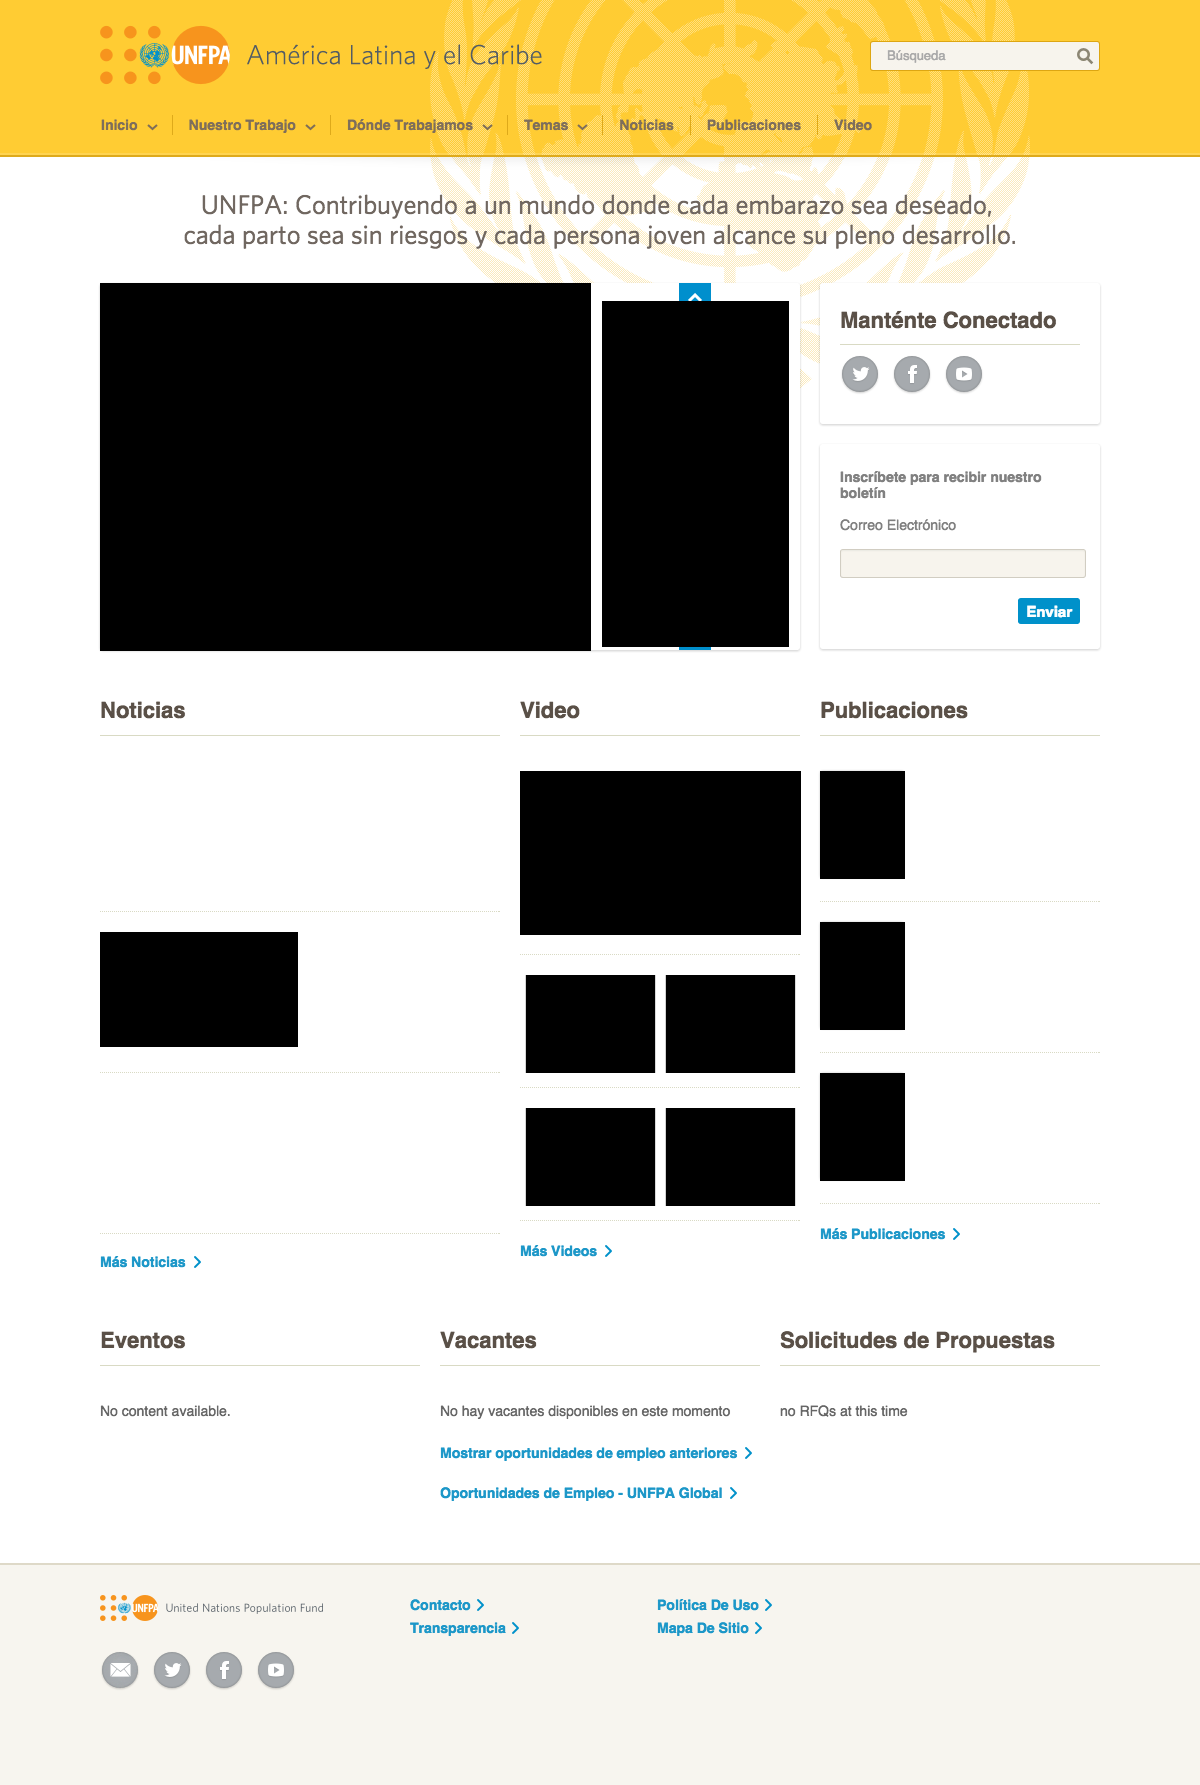 UNFPA América Latina y el Caribe
Búsqueda
Inicio Nuestro Trabajo Dónde Trabajamos Temas Noticias Publicaciones Video
UNFPA: Contribuyendo a un mundo donde cada embarazo sea deseado,
cada parto sea sin riesgos y cada persona joven alcance su pleno desarrollo.
Manténte Conectado
Inscríbete para recibir nuestro
boletín
Correo Electrónico
Enviar
Noticias
Más Noticias
Video
Más Videos
Publicaciones
Más Publicaciones
Eventos
No content available.
Vacantes
No hay vacantes disponibles en este momento
Mostrar oportunidades de empleo anteriores
Oportunidades de Empleo - UNFPA Global
Solicitudes de Propuestas
no RFQs at this time
UNFPA United Nations Population Fund
Contacto
Transparencia
Política De Uso
Mapa De Sitio